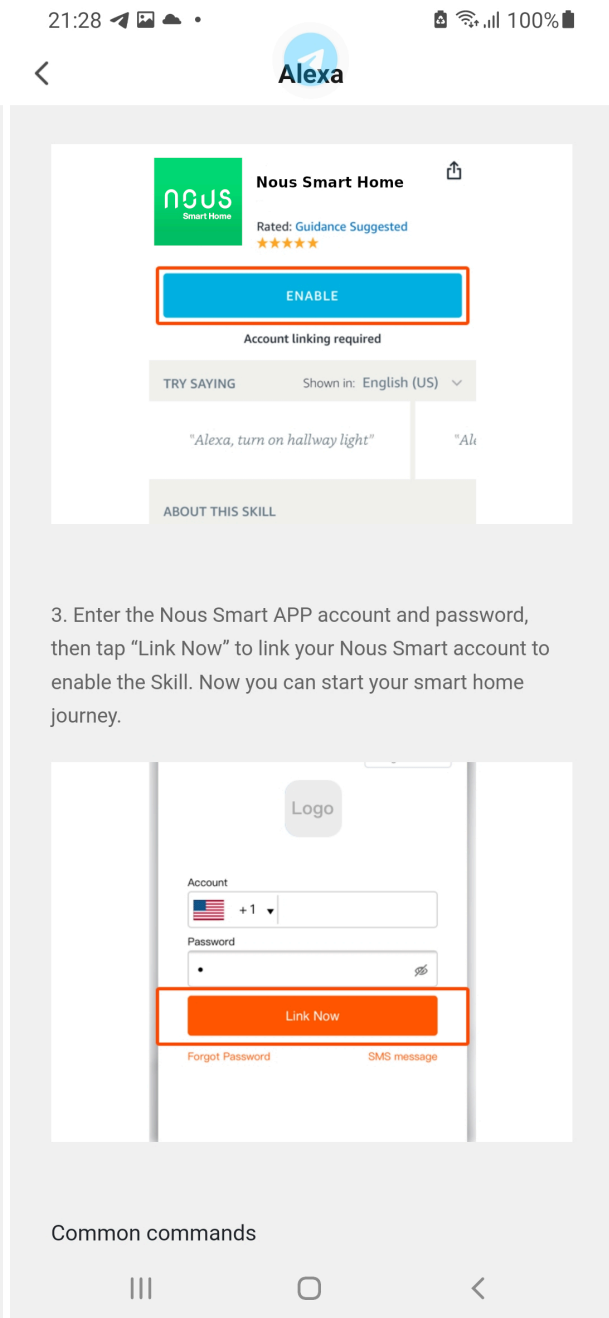 21:28
100%
Alexa
nous
Smart Home
Nous Smart Home
Rated: Guidance Suggested
ENABLE
Account linking required
TRY SAYING
Shown in: English (US)
"Alexa, turn on hallway light"
"Al
ABOUT THIS SKILL
3. Enter the Nous Smart APP account and password,
then tap “Link Now” to link your Nous Smart account to
enable the Skill. Now you can start your smart home
journey.
Logo
Account
+1
Password
Link Now
Forgot Password
SMS message
Common commands